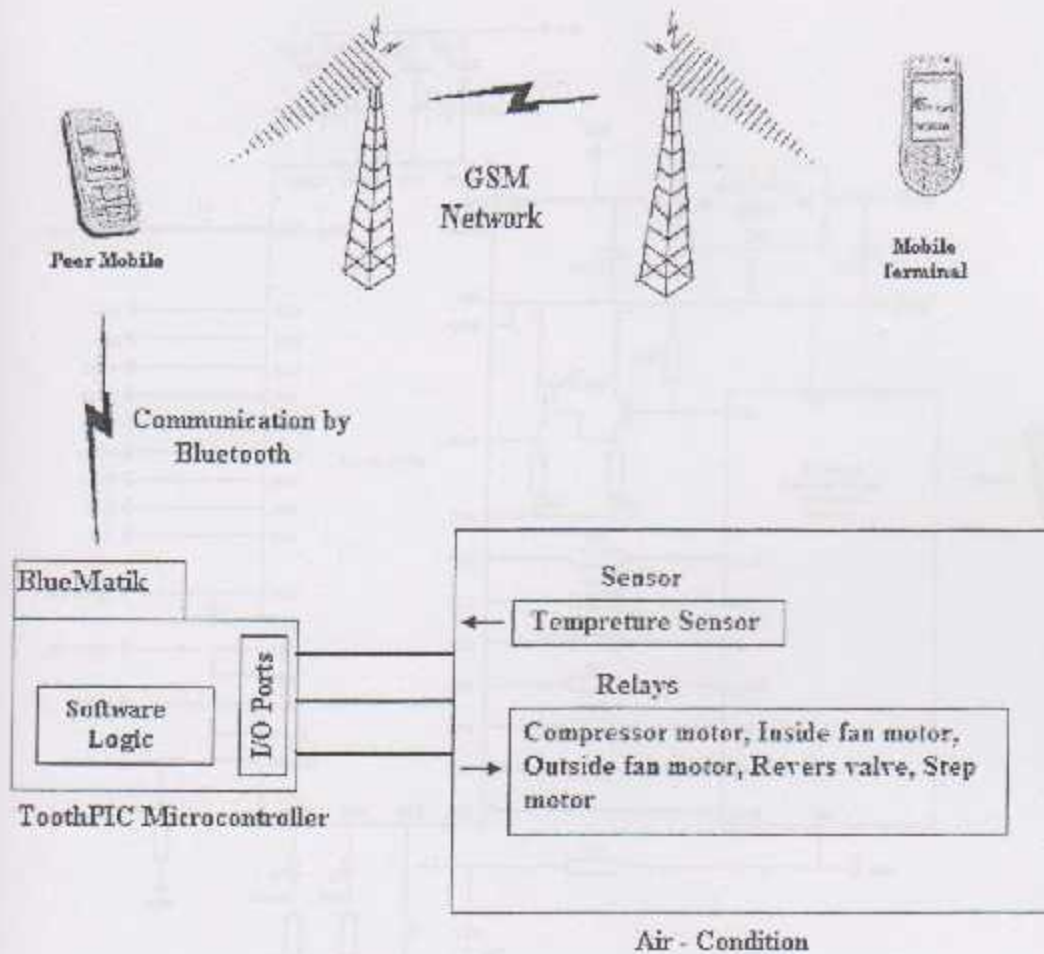 GSM
Network
Peer Mobile
Mobile
Terminal
Communication by
Bluetooth
BlueMatik
Software
Logic
I/O Ports
ToothPIC Microcontroller
Sensor
Tempreture Sensor
Relays
Compressor motor, Inside fan motor,
Outside fan motor, Revers valve, Step
motor
Air - Condition